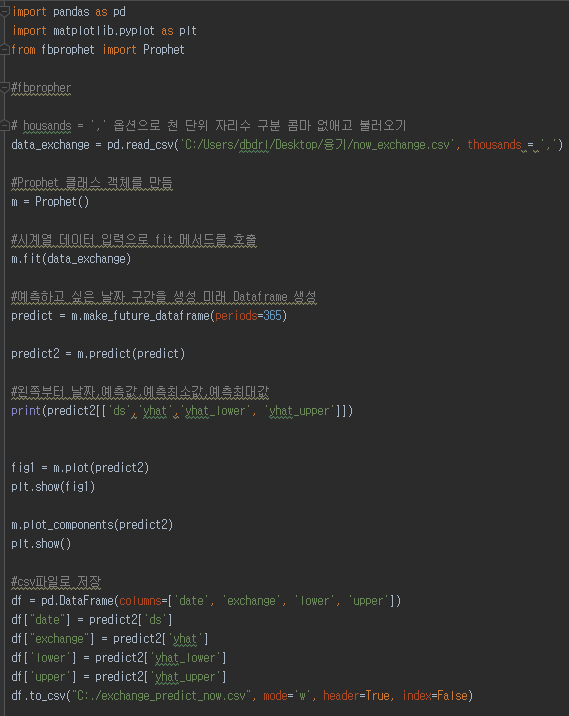 import pandas as pd
import matplotlib.pyplot as plt
from fbprophet import Prophet
#fbpropher
# housands = ',' 옵션으로 천 단위 자리수 구분 콤마 없애고 불러오기
data_exchange = pd.read_csv('C:/Users/dbdrl/Desktop/융기/now_exchange.csv', thousands = ',')
#Prophet 클래스 객체를 만듬
m = Prophet()
#시계열 데이터 입력으로 fit 메서드를 호출
m.fit(data_exchange)
#예측하고 싶은 날짜 구간을 생성 미래 Dataframe 생성
predict = m.make_future_dataframe(periods=365)
predict2 = m.predict(predict)
#왼쪽부터 날짜,예측값,예측최소값,예측최대값
print(predict2[['ds','yhat','yhat_lower', 'yhat_upper']])
fig1 = m.plot(predict2)
plt.show(fig1)
m.plot_components(predict2)
plt.show()
#csv파일로 저장
df = pd.DataFrame(columns=['date', 'exchange', 'lower', 'upper'])
df["date"] = predict2['ds']
df["exchange"] = predict2['yhat']
df['lower'] = predict2['yhat_lower']
df['upper'] = predict2['yhat_upper']
df.to_csv("C:./exchange_predict_now.csv", mode='w', header=True, index=False)